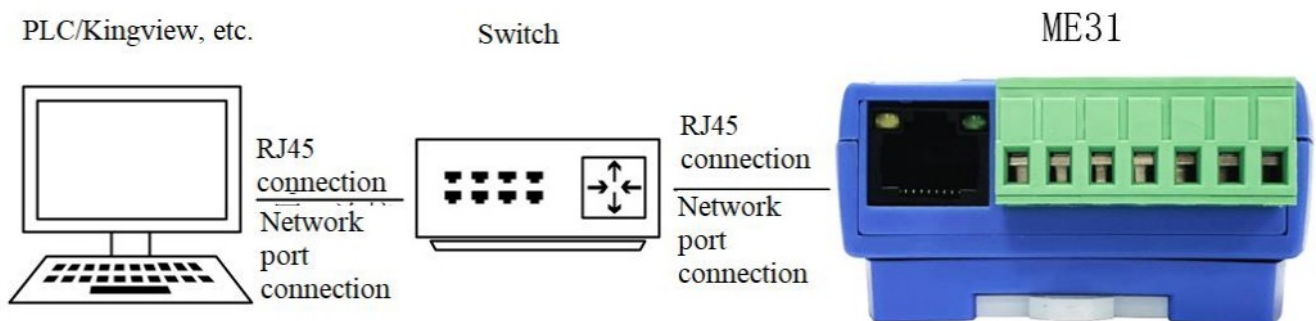 PLC/Kingview, etc.
Switch
ME31
RJ45
connection
Network
port
connection
RJ45
connection
Network
port
connection